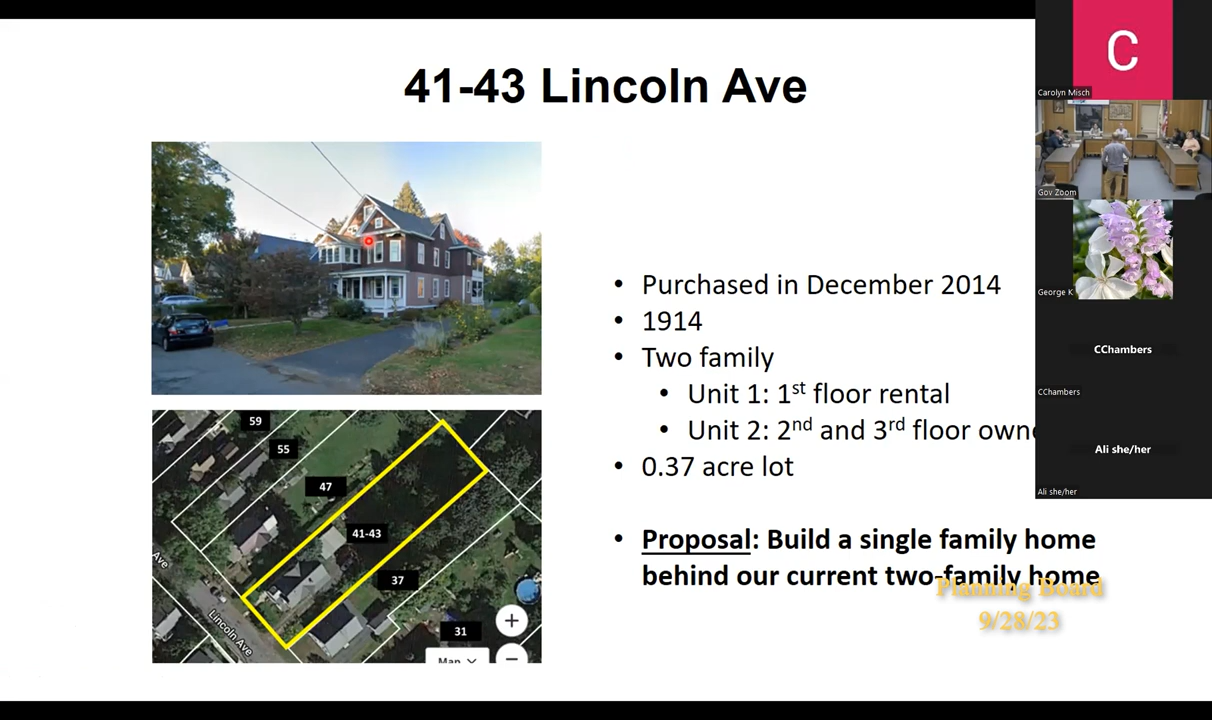 41-43 Lincoln Ave
Purchased in December 2014
1914
Two family
Unit 1: 1st floor rental
Unit 2: 2nd and 3rd floor
0.37 acre lot
Proposal: Build a single family home
behind our current two-family home
Planning Board
9/28/23
59
55
47
41-43
37
31
Ave
Lincoln Ave
Map
+
−
C
Carolyn Misch
Gov Zoom
George K
CChambers
CChambers
Ali she/her
Ali she/her